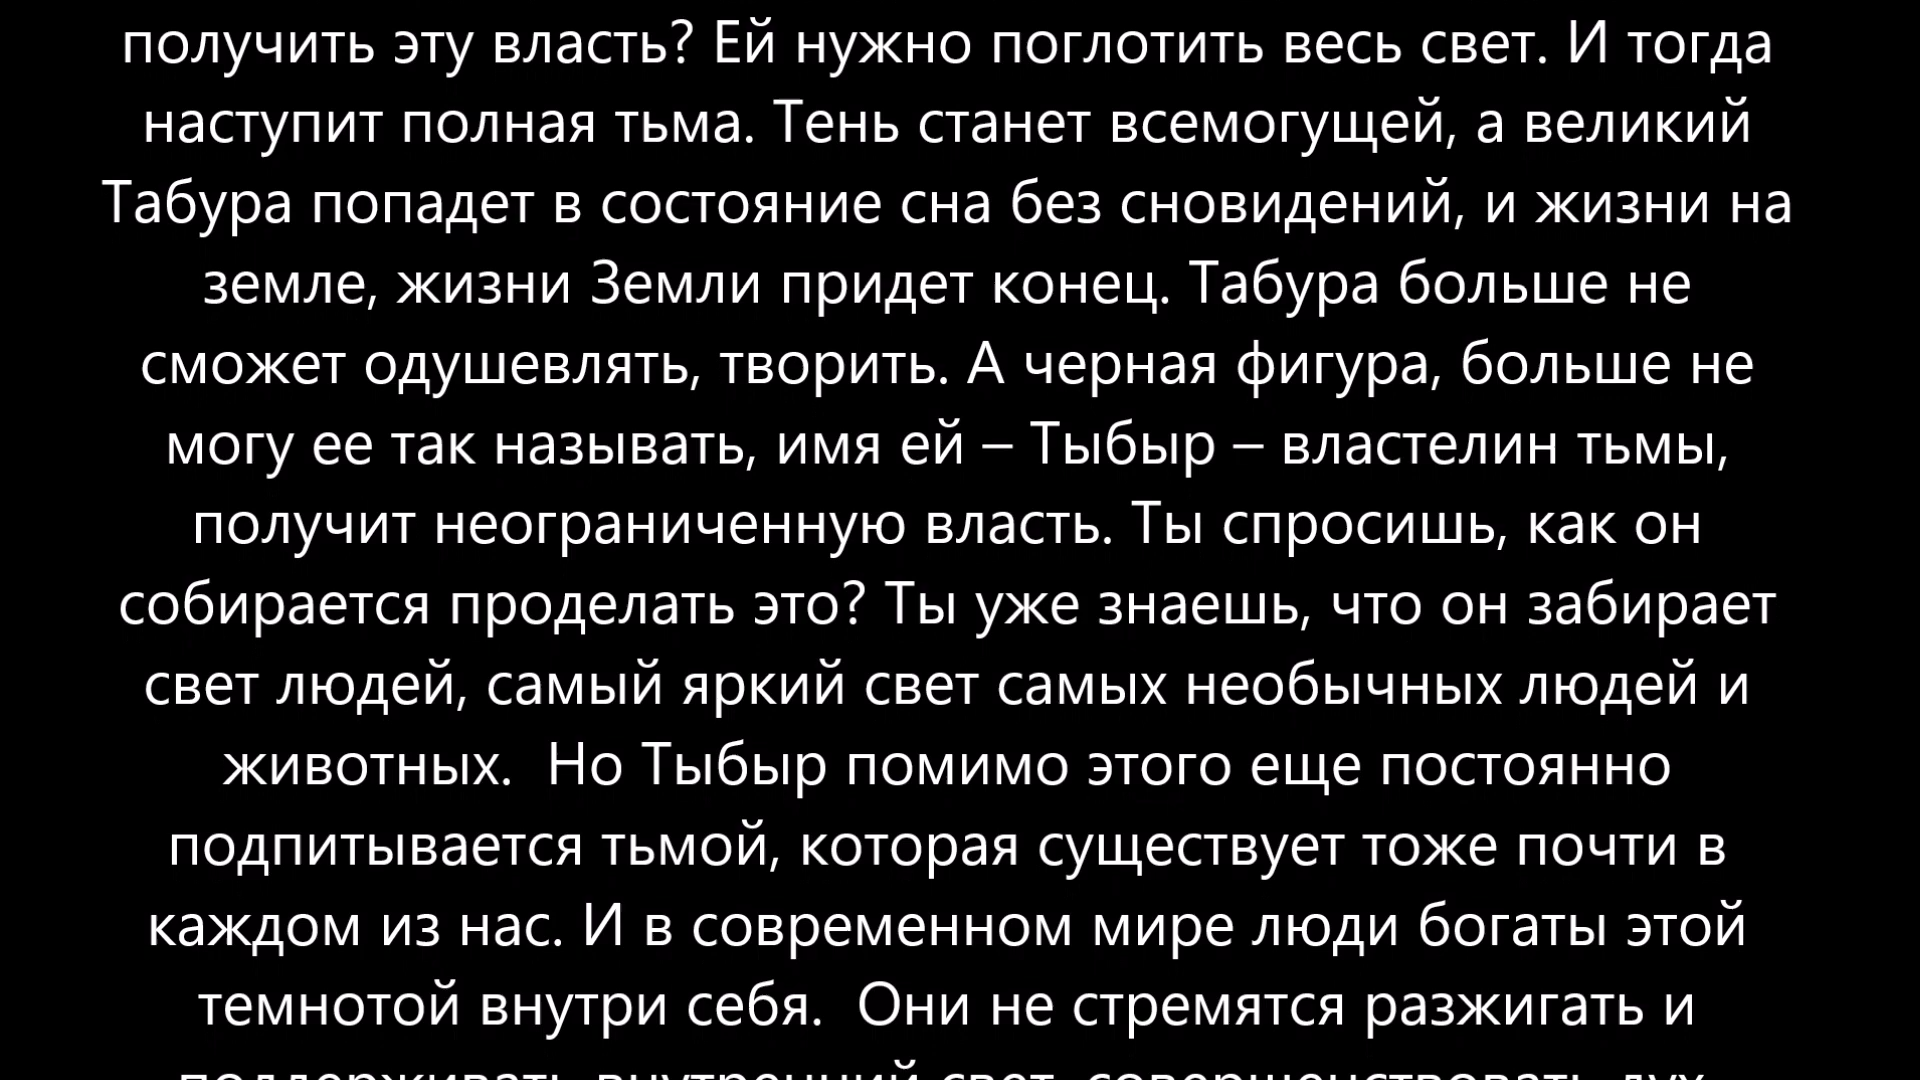 получить эту власть? Ей нужно поглотить весь свет. И тогда
наступит полная тьма. Тень станет всемогущей, а великий
Табура попадет в состояние сна без сновидений, и жизни на
земле, жизни Земли придет конец. Табура больше не
сможет одушевлять, творить. А черная фигура, больше не
могу ее так называть, имя ей – Тыбыр – властелин тьмы,
получит неограниченную власть. Ты спросишь, как он
собирается проделать это? Ты уже знаешь, что он забирает
свет людей, самый яркий свет самых необычных людей и
животных.  Но Тыбыр помимо этого еще постоянно
подпитывается тьмой, которая существует тоже почти в
каждом из нас. И в современном мире люди богаты этой
темнотой внутри себя.  Они не стремятся разжигать и
поддерживать внутренний свет, совершенствовать дух